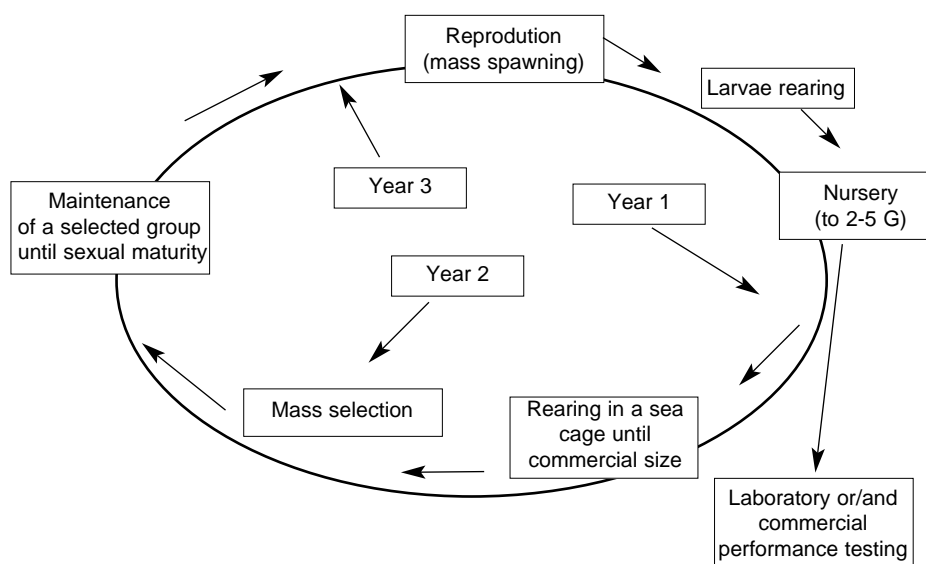 Reprodution
(mass spawning)
Larvae rearing
Nursery
(to 2-5 G)
Year 3
Year 1
Maintenance
of a selected group
until sexual maturity
Year 2
Mass selection
Rearing in a sea
cage until
commercial size
Laboratory or/and
commercial
performance testing